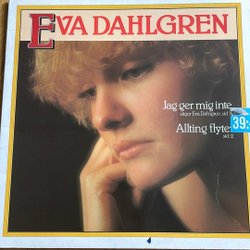 EVA DAHLGREN
Jag ger mig inte
säger Eva Dahlgren sid 1
Allting flyter
sid 2
39: